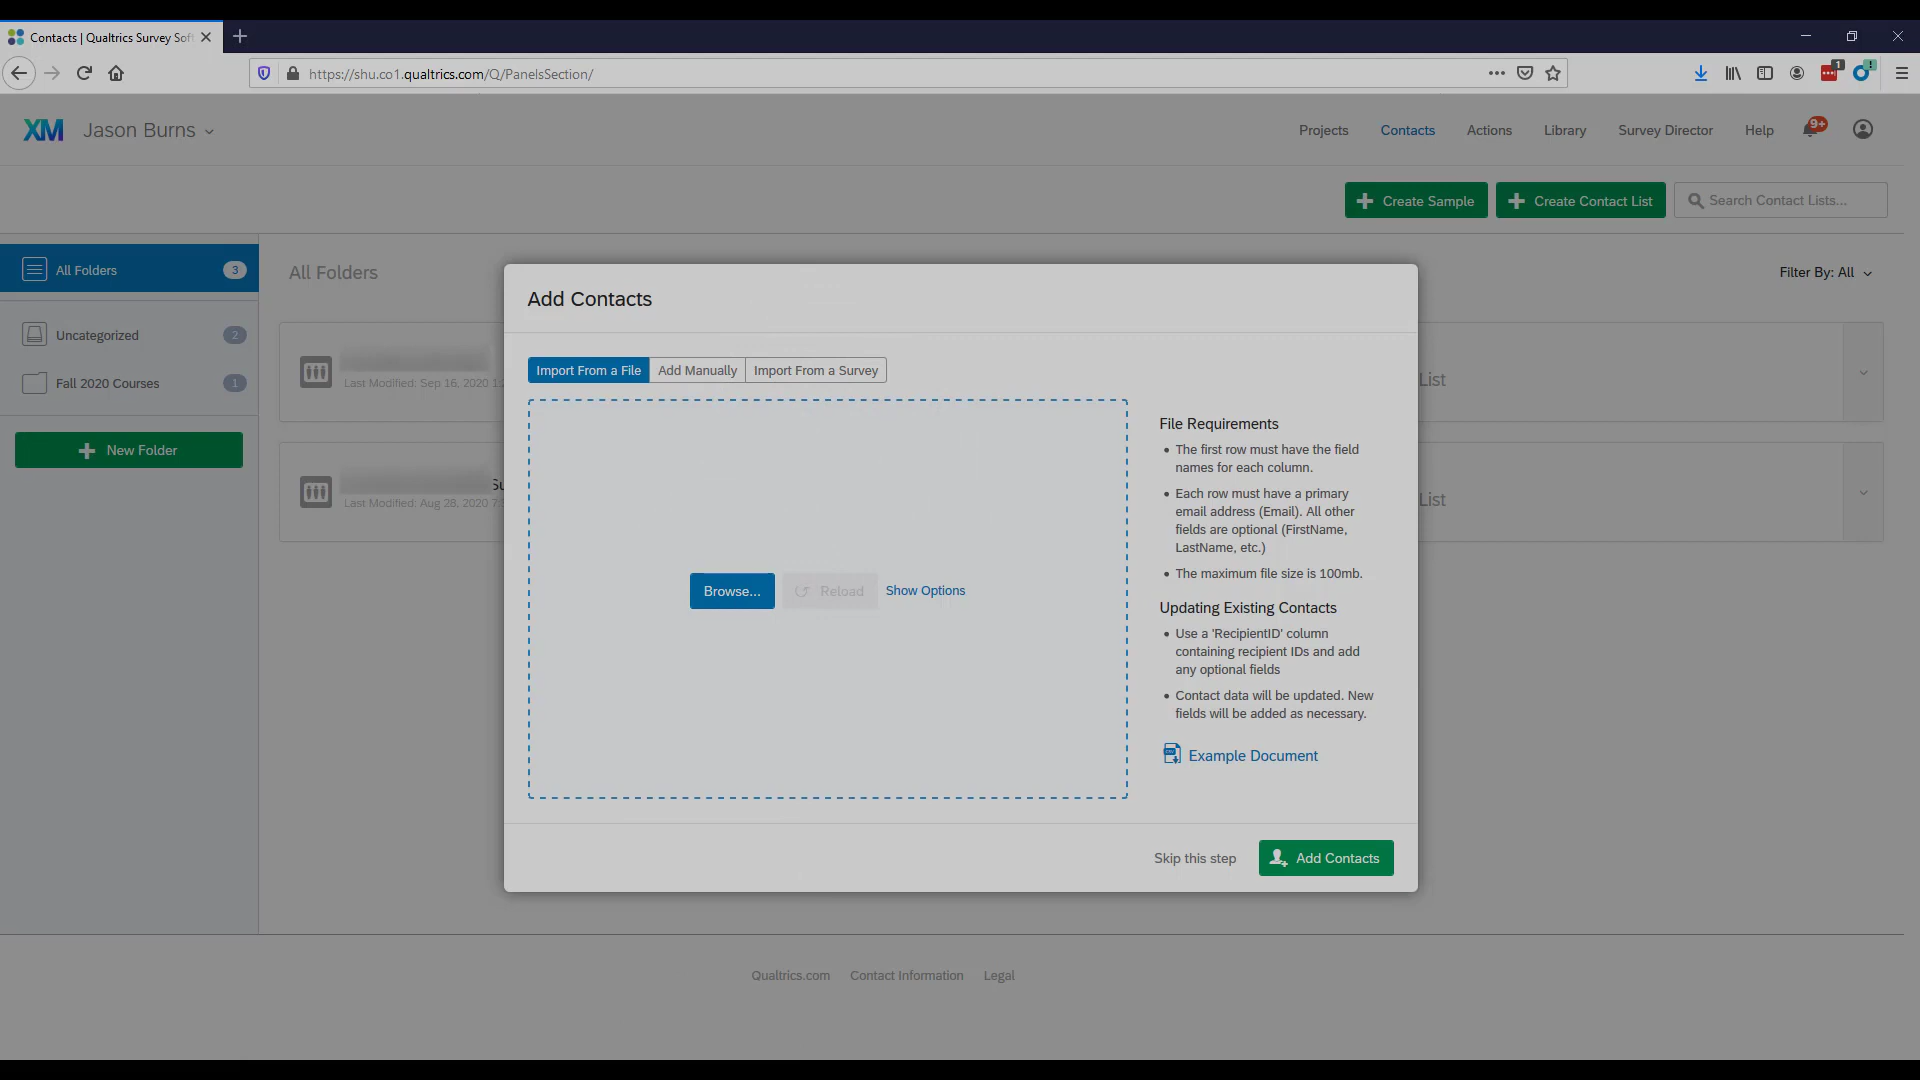 Contacts | Qualtrics Survey Sof
https://shu.co1.qualtrics.com/Q/PanelsSection/
1
!
XM Jason Burns
Projects Contacts Actions Library Survey Director Help 9+
Create Sample Create Contact List Search Contact Lists...
All Folders 3
All Folders
Filter By: All
Uncategorized 2
Fall 2020 Courses 1
New Folder
Last Modified: Sep 16, 2020 1:
List
Su
Last Modified: Aug 28, 2020 7:
List
Add Contacts
Import From a File Add Manually Import From a Survey
Browse... Reload Show Options
File Requirements
• The first row must have the field
names for each column.
• Each row must have a primary
email address (Email). All other
fields are optional (FirstName,
LastName, etc.)
• The maximum file size is 100mb.
Updating Existing Contacts
• Use a 'RecipientID' column
containing recipient IDs and add
any optional fields
• Contact data will be updated. New
fields will be added as necessary.
Example Document
Skip this step Add Contacts
Qualtrics.com Contact Information Legal